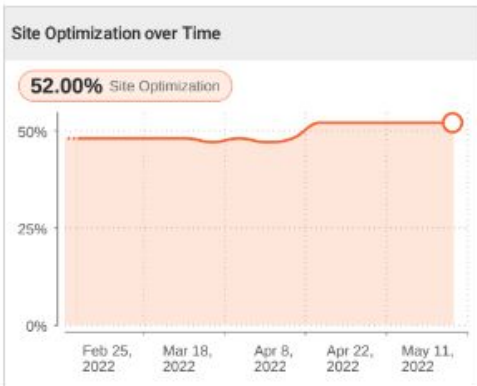 Site Optimization over Time
52.00% Site Optimization
50%
25%
0%
Feb 25, Mar 18, Apr 8, Apr 22, May 11,
2022 2022 2022 2022 2022